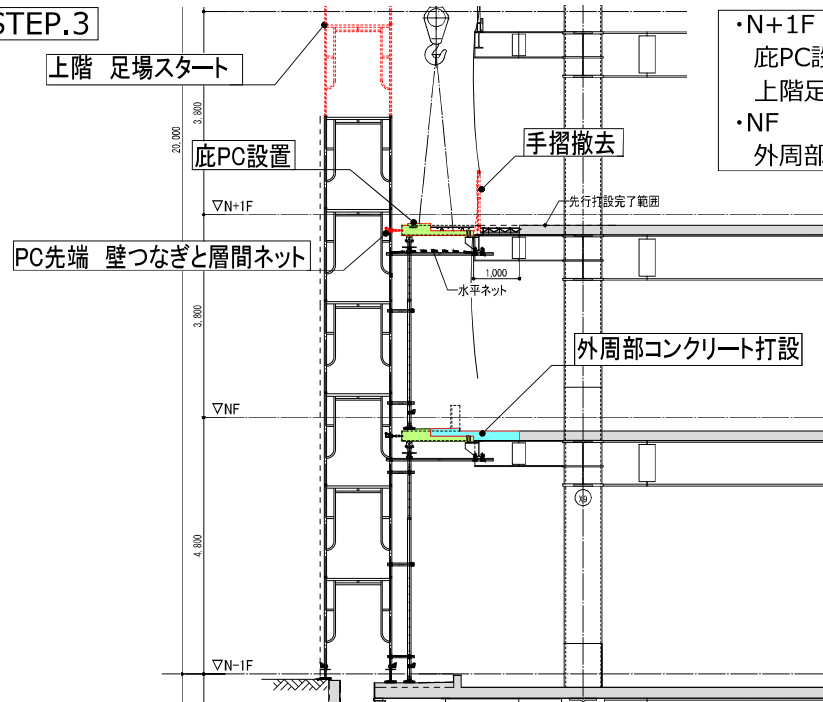 STEP.3
・N+1F
庇PC設
上階足
・NF
外周部
上階 足場スタート
庇PC設置
手摺撤去
3,800
20,000
▽N+1F
先行打設完了範囲
PC先端 壁つなぎと層間ネット
1,000
水平ネット
3,800
外周部コンクリート打設
▽NF
X9
4,800
▽N-1F